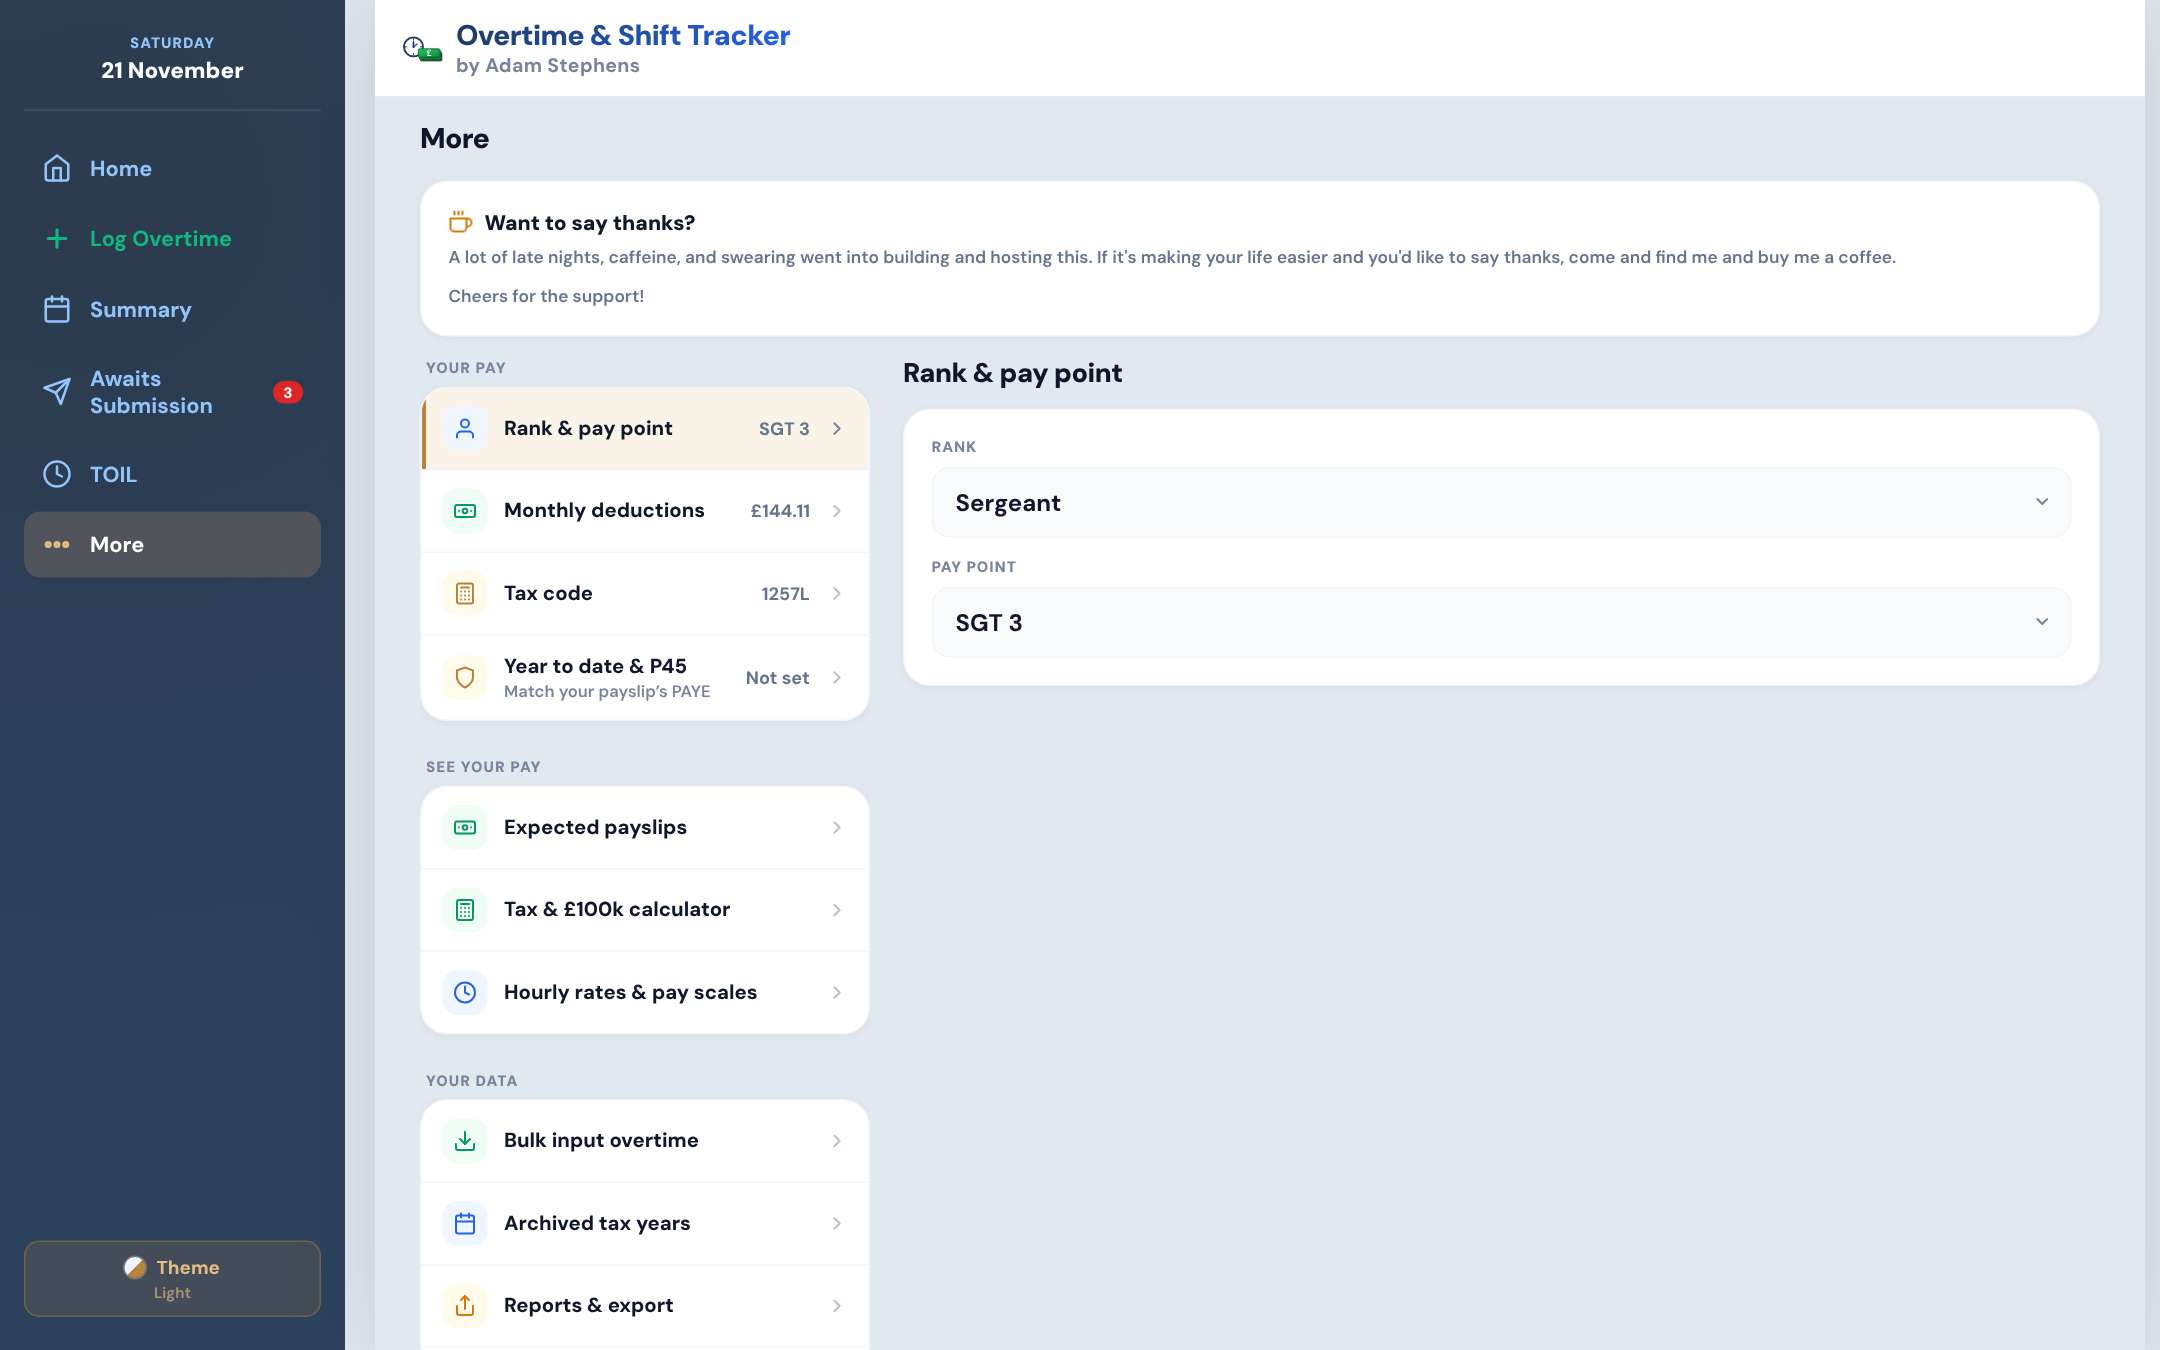 SATURDAY
21 November
Home
Log Overtime
Summary
Awaits
Submission
3
TOIL
More
Theme
Light
£
Overtime & Shift Tracker
by Adam Stephens
More
Want to say thanks?
A lot of late nights, caffeine, and swearing went into building and hosting this. If it's making your life easier and you'd like to say thanks, come and find me and buy me a coffee.
Cheers for the support!
YOUR PAY
Rank & pay point
SGT 3
Monthly deductions
£144.11
Tax code
1257L
Year to date & P45
Match your payslip’s PAYE
Not set
SEE YOUR PAY
Expected payslips
Tax & £100k calculator
Hourly rates & pay scales
YOUR DATA
Bulk input overtime
Archived tax years
Reports & export
Rank & pay point
RANK
Sergeant
PAY POINT
SGT 3